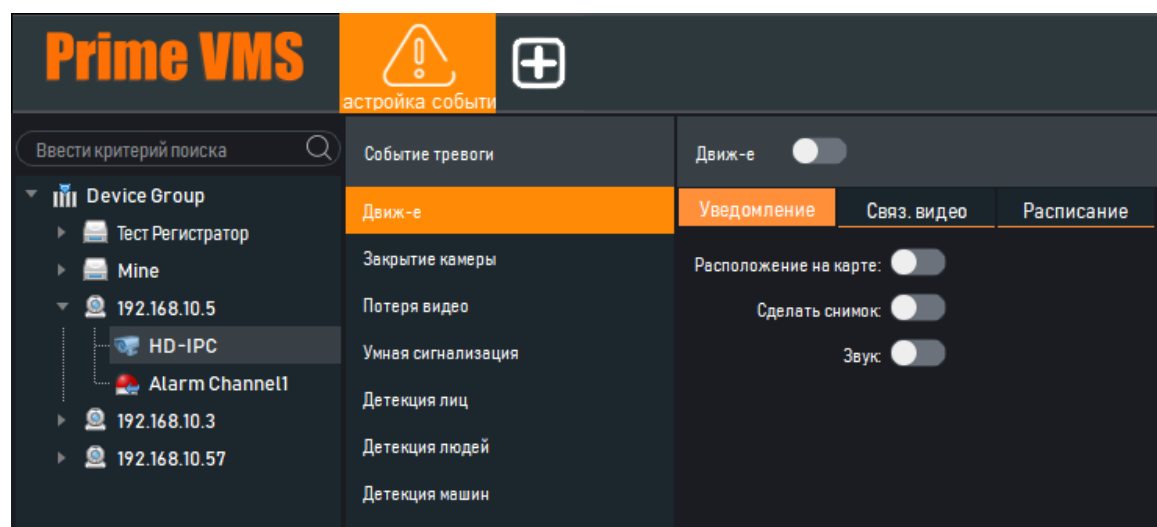 Prime VMS
астройка событи
Ввести критерий поиска
Device Group
Тест Регистратор
Mine
192.168.10.5
HD-IPC
Alarm Channel1
192.168.10.3
192.168.10.57
Событие тревоги
Движ-е
Закрытие камеры
Потеря видео
Умная сигнализация
Детекция лиц
Детекция людей
Детекция машин
Движ-е
Уведомление Связ. видео Расписание
Расположение на карте:
Сделать снимок:
Звук: